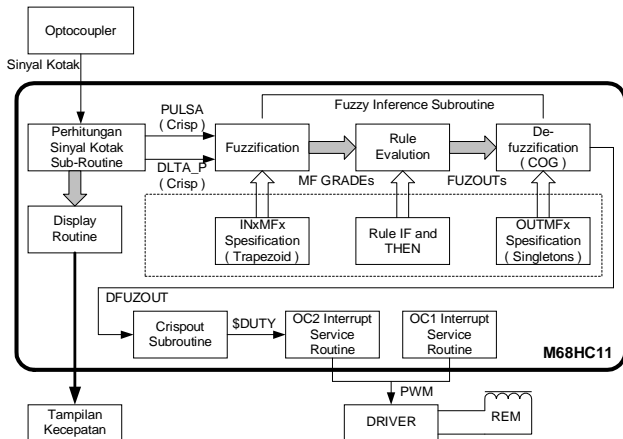 Optocoupler
Sinyal Kotak
Fuzzy Inference Subroutine
PULSA
( Crisp )
Perhitungan
Sinyal Kotak
Sub-Routine
DLTA_P
( Crisp )
Fuzzification
MF GRADEs
Rule
Evalution
FUZOUTs
De-
fuzzification
( COG )
Display
Routine
INxMFx
Spesification
( Trapezoid )
Rule IF and
THEN
OUTMFx
Spesification
( Singletons )
DFUZOUT
Crispout
Subroutine
$DUTY
OC2 Interrupt
Service
Routine
OC1 Interrupt
Service
Routine
M68HC11
PWM
Tampilan
Kecepatan
DRIVER
REM